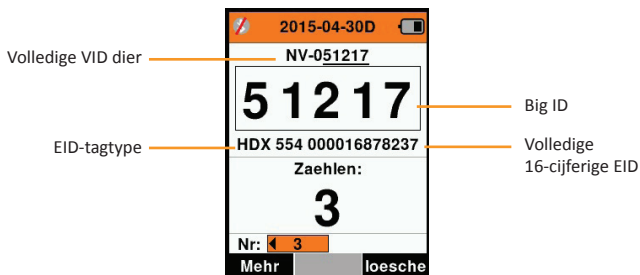 2015-04-30D
Volledige VID dier
NV-051217
51217
Big ID
EID-tagtype
HDX 554 000016878237
Volledige
16-cijferige EID
Zaehlen:
3
Nr: 3
Mehr
loesche